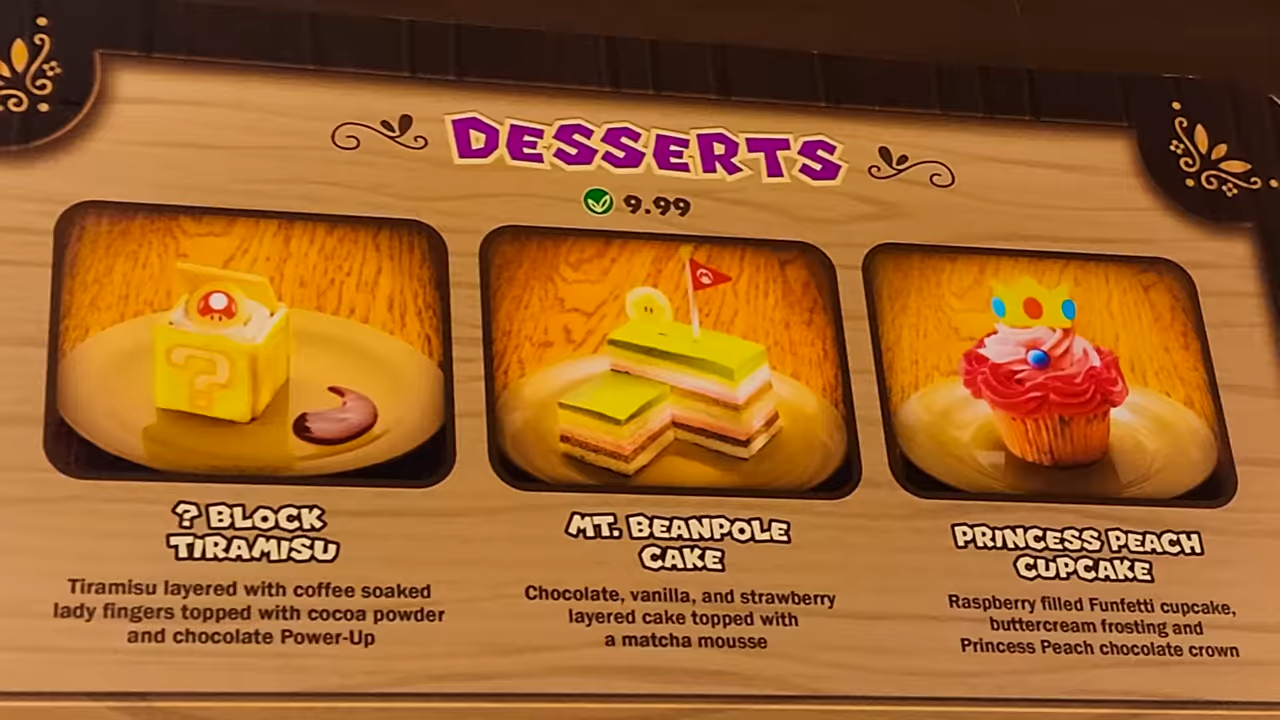 DESSERTS
9.99
?
? BLOCK
TIRAMISU
Tiramisu layered with coffee soaked
lady fingers topped with cocoa powder
and chocolate Power-Up
M
MT. BEANPOLE
CAKE
Chocolate, vanilla, and strawberry
layered cake topped with
a matcha mousse
PRINCESS PEACH
CUPCAKE
Raspberry filled Funfetti cupcake,
buttercream frosting and
Princess Peach chocolate crown